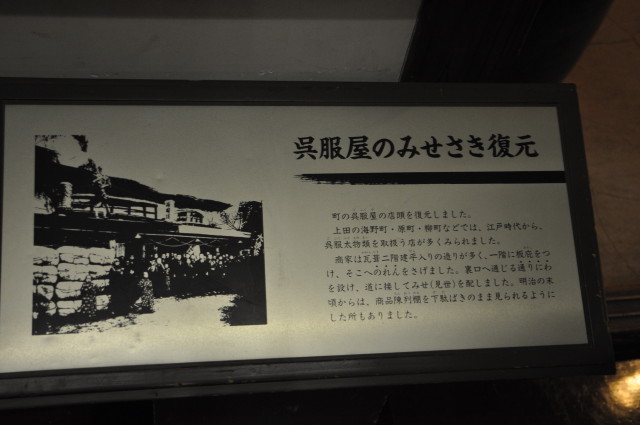 呉服屋のみせさき復元
町の呉服屋の店頭を復元しました。
上田の海野町・原町・柳町などでは、江戸時代から、
呉服太物類を取扱う店が多くみられました。
商家は瓦葺二階建平入りの造りが多く、一階に板庇をつ
け、そこへのれんをさげました。裏口へ通じる通りにわ
を設け、道に接してみせ(見世)を配しました。明治の末
頃からは、商品陳列棚を下駄ばきのまま見られるように
した所もありました。